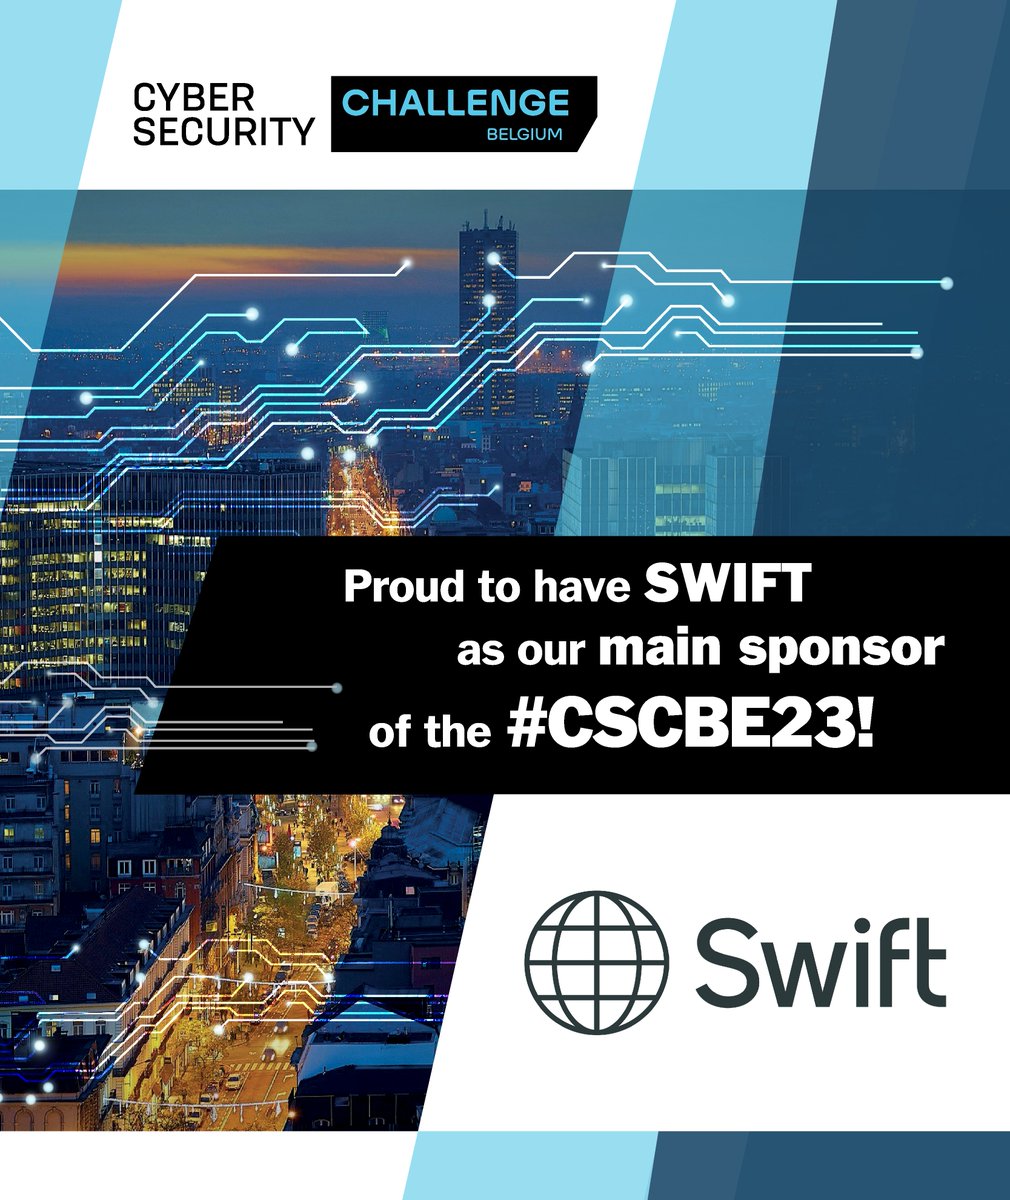 CYBER
SECURITY
CHALLENGE
BELGIUM
Proud to have SWIFT
as our main sponsor
of the #CSCBE23!
Swift